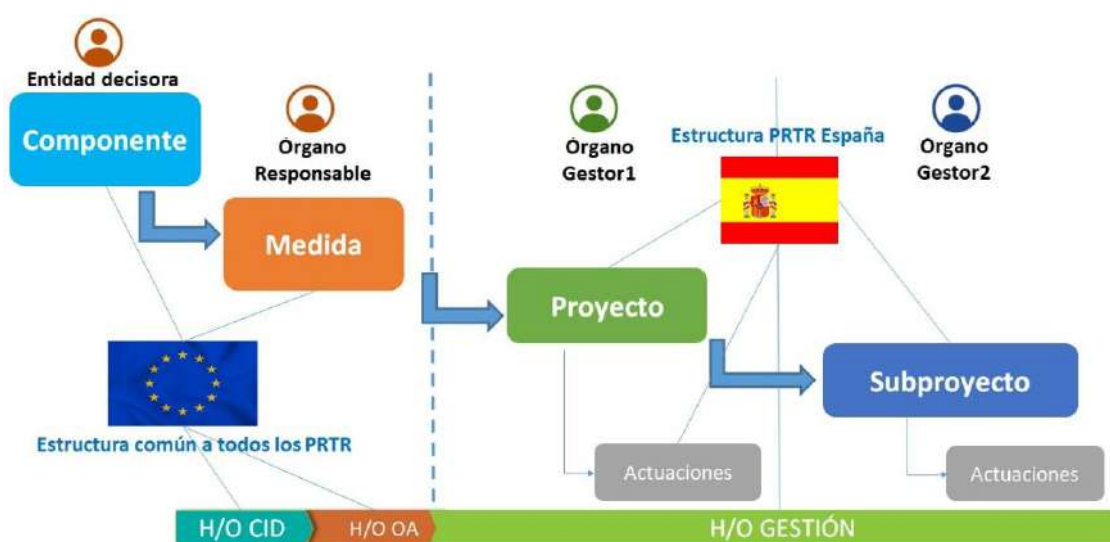 Entidad decisora
Componente
Órgano
Responsable
Medida
Estructura común a todos los PRTR
Órgano
Gestor1
Estructura PRTR España
Órgano
Gestor2
Proyecto
Subproyecto
Actuaciones
Actuaciones
H/O CID
H/O OA
H/O GESTIÓN